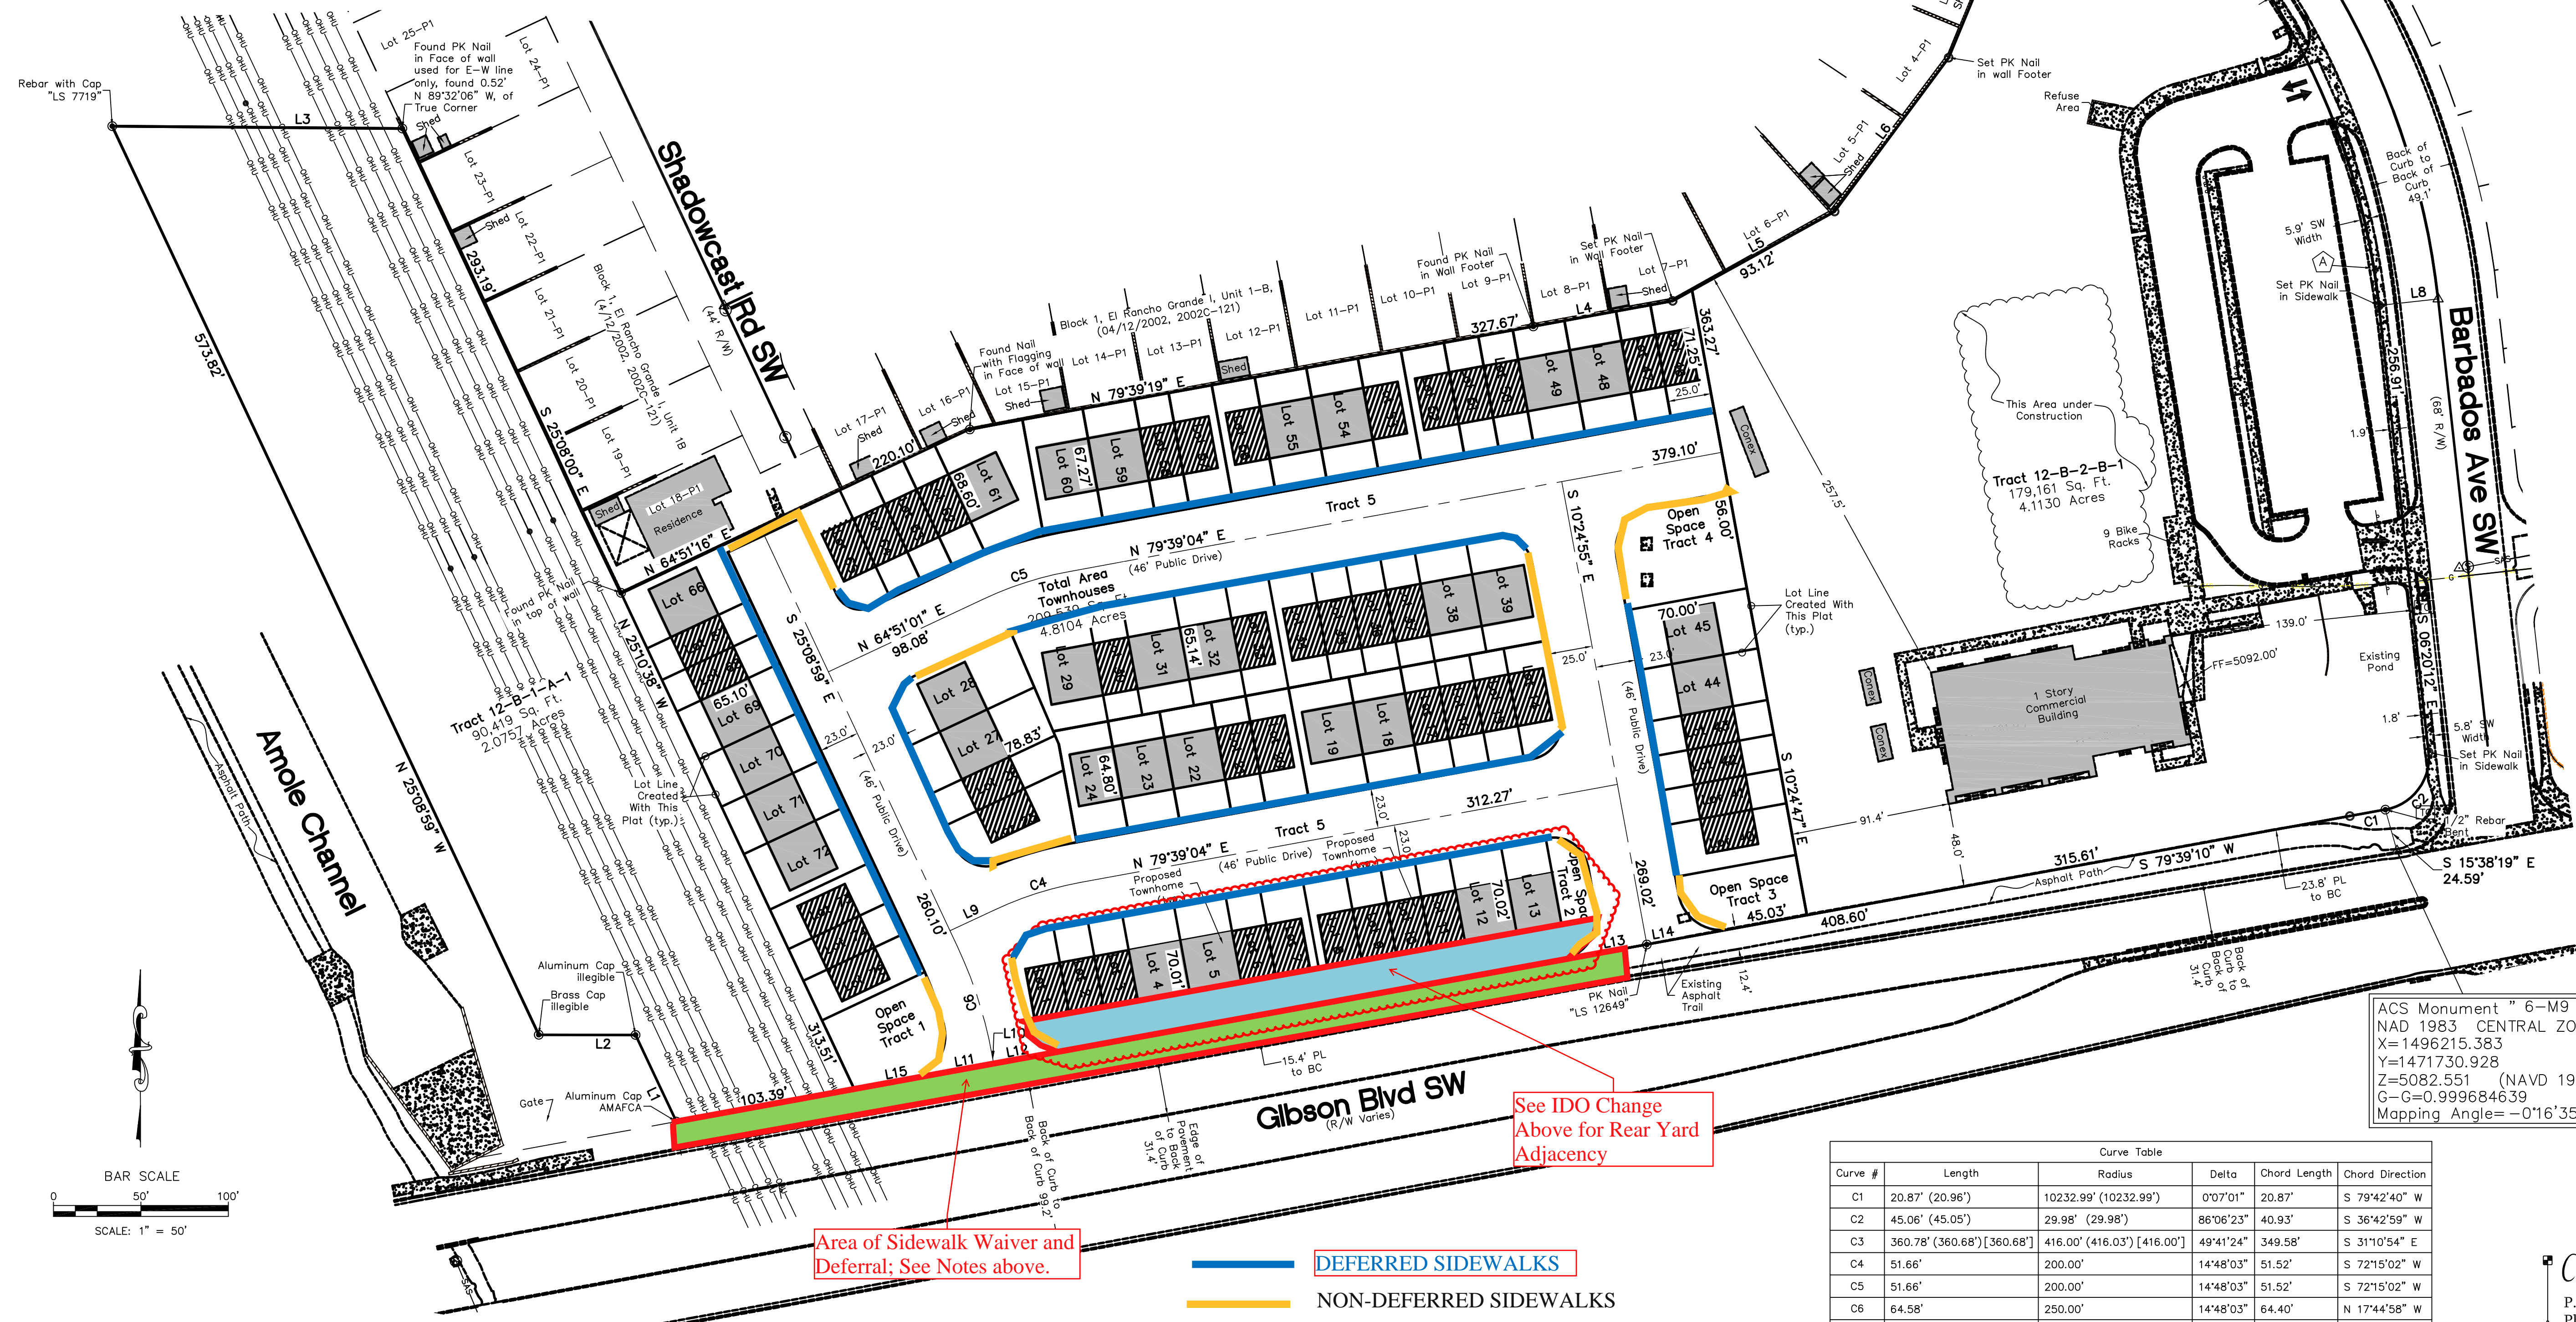 Rebar with Cap
"LS 7719"
L3
Found PK Nail
in Face of wall
used for E-W line
only, found 0.52'
N 89°32'06" W, of
True Corner
Shed
Lot 25-P1
Lot 24-P1
Lot 23-P1
Shed
Lot 22-P1
293.19'
Lot 21-P1
Lot 20-P1
Lot 19-P1
Block 1, El Rancho Grande I, Unit 1B
(4/12/2002, 2002C-121)
S 25°08'00" E
573.82'
Shadowcast Rd SW
(44' R/W)
Shed
Lot 18-P1
Residence
N 64°51'16" E
Found PK Nail
in top of wall
N 25°10'38" W
Lot 17-P1
Shed
220.10'
Lot 16-P1
Shed
Found Nail
with Flagging
in Face of wall
Lot 15-P1
Shed
Block 1, El Rancho Grande I, Unit 1-B,
(04/12/2002, 2002C-121)
Lot 14-P1
Lot 13-P1
Lot 12-P1
Shed
Lot 11-P1
Lot 10-P1
Lot 9-P1
N 79°39'19" E
327.67'
Found PK Nail
in Wall Footer
Lot 8-P1
L4
Set PK Nail
in Wall Footer
Lot 7-P1
Shed
Lot 6-P1
L5
93.12'
Lot 5-P1
Shed
L6
Lot 4-P1
Set PK Nail
in wall Footer
363.27'
71.25'
25.0'
Lot 48
Lot 49
Lot 54
Lot 55
Lot 59
Lot 60
67.27'
Lot 61
68.60'
Conex
379.10'
Tract 5
N 79°39'04" E
(46' Public Drive)
C5
N 64°51'01" E
98.08'
Total Area
Townhouses
4.8104 Acres
S 10°24'55" E
Open
Space
Tract 4
56.00'
257.5'
Lot Line
Created With
This Plat
(typ.)
70.00'
Lot 45
Lot 44
23.0'
25.0'
(46' Public Drive)
S 10°24'47" E
Lot 39
Lot 38
Lot 32
65.14'
Lot 31
Lot 29
Lot 28
Lot 27
78.83'
Lot 24
64.80'
Lot 23
Lot 22
Lot 19
Lot 18
Lot 66
65.10'
Lot 69
Lot 70
Lot 71
Lot 72
S 25°08'59" E
23.0'
23.0'
(46' Public Drive)
Lot Line
Created
With This
Plat (typ.)
Tract 12-B-1-A-1
90,419 Sq. Ft.
2.0757 Acres
N 25°08'59" W
Amole Channel
Asphalt Path
312.27'
Tract 5
23.0'
23.0'
N 79°39'04" E
(46' Public Drive)
Proposed
Townhome
Proposed
Townhome
C4
L9
260.10'
C6
269.02'
Lot 4
70.01'
Lot 5
Lot 12
70.02'
Lot 13
Open Space
Tract 2
Open Space
Tract 3
45.03'
L13
L14
408.60'
Open
Space
Tract 1
313.51'
L10
L11
L12
L15
103.39'
Aluminum Cap
illegible
Brass Cap
illegible
L2
L1
Aluminum Cap
AMAFCA
Gate
15.4' PL
to BC
PK Nail
"LS 12649"
Existing
Asphalt
Trail
12.4'
Gibson Blvd SW
(R/W Varies)
Edge of
Pavement
to Back
of Curb
31.4'
Back of Curb to
Back of Curb 99.2'
Back of
Curb to
Back of
Curb
31.4'
Refuse
Area
Back of
Curb to
Back of
Curb
49.1'
5.9' SW
Width
A
Set PK Nail
in Sidewalk
L8
256.91'
1.9'
Barbados Ave SW
(68' R/W)
This Area under
Construction
Tract 12-B-2-B-1
179,161 Sq. Ft.
4.1130 Acres
9 Bike
Racks
SAS
G
139.0'
S 06°20'12" E
FF=5092.00'
Existing
Pond
1 Story
Commercial
Building
Conex
Conex
1.8'
5.8' SW
Width
Set PK Nail
in Sidewalk
91.4'
48.0'
C2
C1
1/2" Rebar
Bent
315.61'
S 79°39'10" W
Asphalt Path
S 15°38'19" E
24.59'
23.8' PL
to BC
ACS Monument " 6-M9
NAD 1983 CENTRAL ZO
X=1496215.383
Y=1471730.928
Z=5082.551 (NAVD 19
G-G=0.999684639
Mapping Angle=-0°16'35
See IDO Change
Above for Rear Yard
Adjacency
Area of Sidewalk Waiver and
Deferral; See Notes above.
DEFERRED SIDEWALKS
NON-DEFERRED SIDEWALKS
BAR SCALE
0 50' 100'
SCALE: 1" = 50'
SAS
Curve Table
Curve # Length Radius Delta Chord Length Chord Direction
C1 20.87' (20.96') 10232.99' (10232.99') 0°07'01" 20.87' S 79°42'40" W
C2 45.06' (45.05') 29.98' (29.98') 86°06'23" 40.93' S 36°42'59" W
C3 360.78' (360.68') [360.68'] 416.00' (416.03') [416.00'] 49°41'24" 349.58' S 31°10'54" E
C4 51.66' 200.00' 14°48'03" 51.52' S 72°15'02" W
C5 51.66' 200.00' 14°48'03" 51.52' S 72°15'02" W
C6 64.58' 250.00' 14°48'03" 64.40' N 17°44'58" W
P.